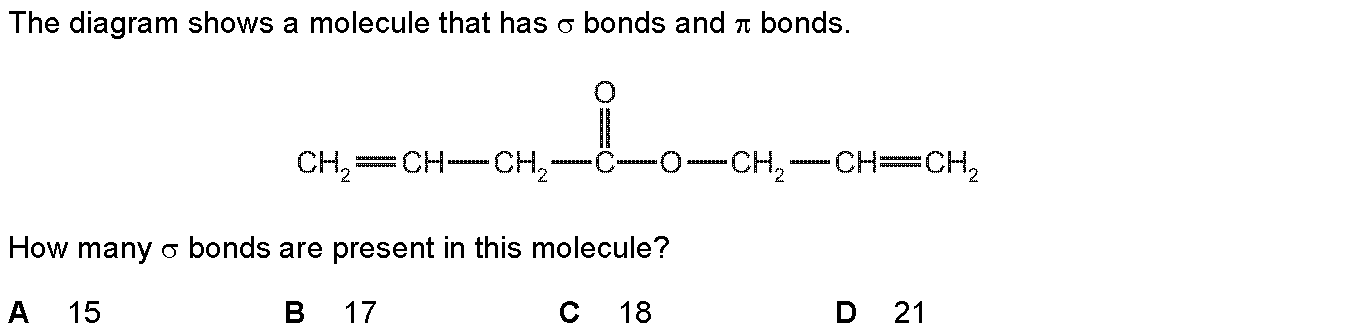 The diagram shows a molecule that has σ bonds and π bonds.
O
CH₂=CH—CH₂—C—O—CH₂—CH=CH₂
How many σ bonds are present in this molecule?
A 15 B 17 C 18 D 21